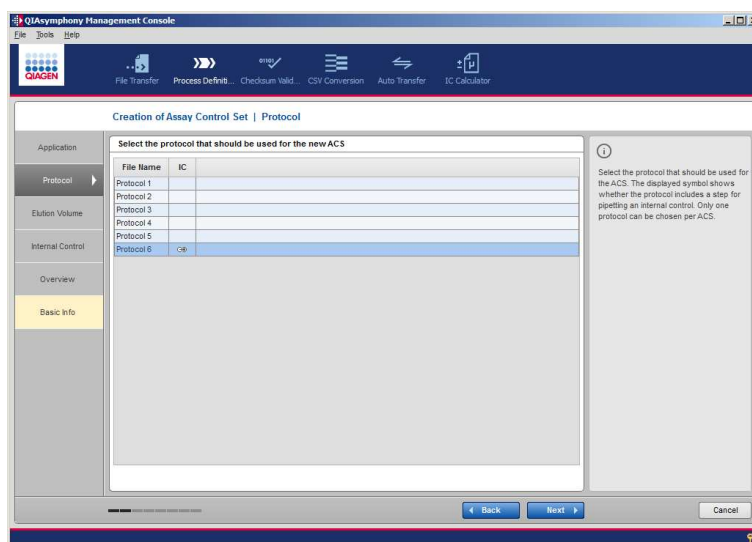 QIAsymphony Management Console
File Tools Help
QIAGEN
File Transfer
Process Definiti...
01101
Checksum Valid...
CSV Conversion
Auto Transfer
± µ
IC Calculator
Creation of Assay Control Set | Protocol
Application
Protocol
Elution Volume
Internal Control
Overview
Basic Info
Select the protocol that should be used for the new ACS
File Name IC
Protocol 1
Protocol 2
Protocol 3
Protocol 4
Protocol 5
Protocol 6
i
Select the protocol that should be used for
the ACS. The displayed symbol shows
whether the protocol includes a step for
pipetting an internal control. Only one
protocol can be chosen per ACS.
Back
Next
Cancel